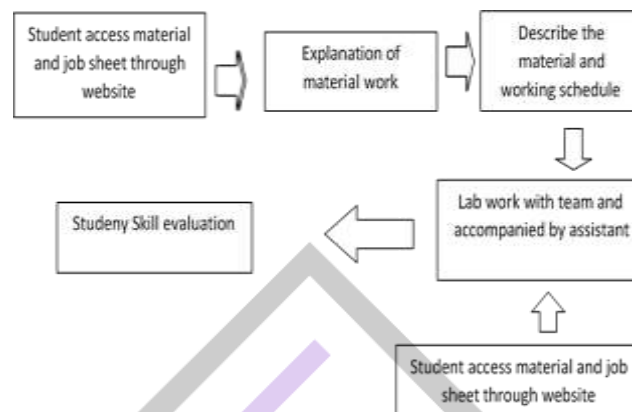 Student access material
and job sheet through
website
Explanation of
material work
Describe the
material and
working schedule
Lab work with team and
accompanied by assistant
Studeny Skill evaluation
Student access material and job
sheet through website